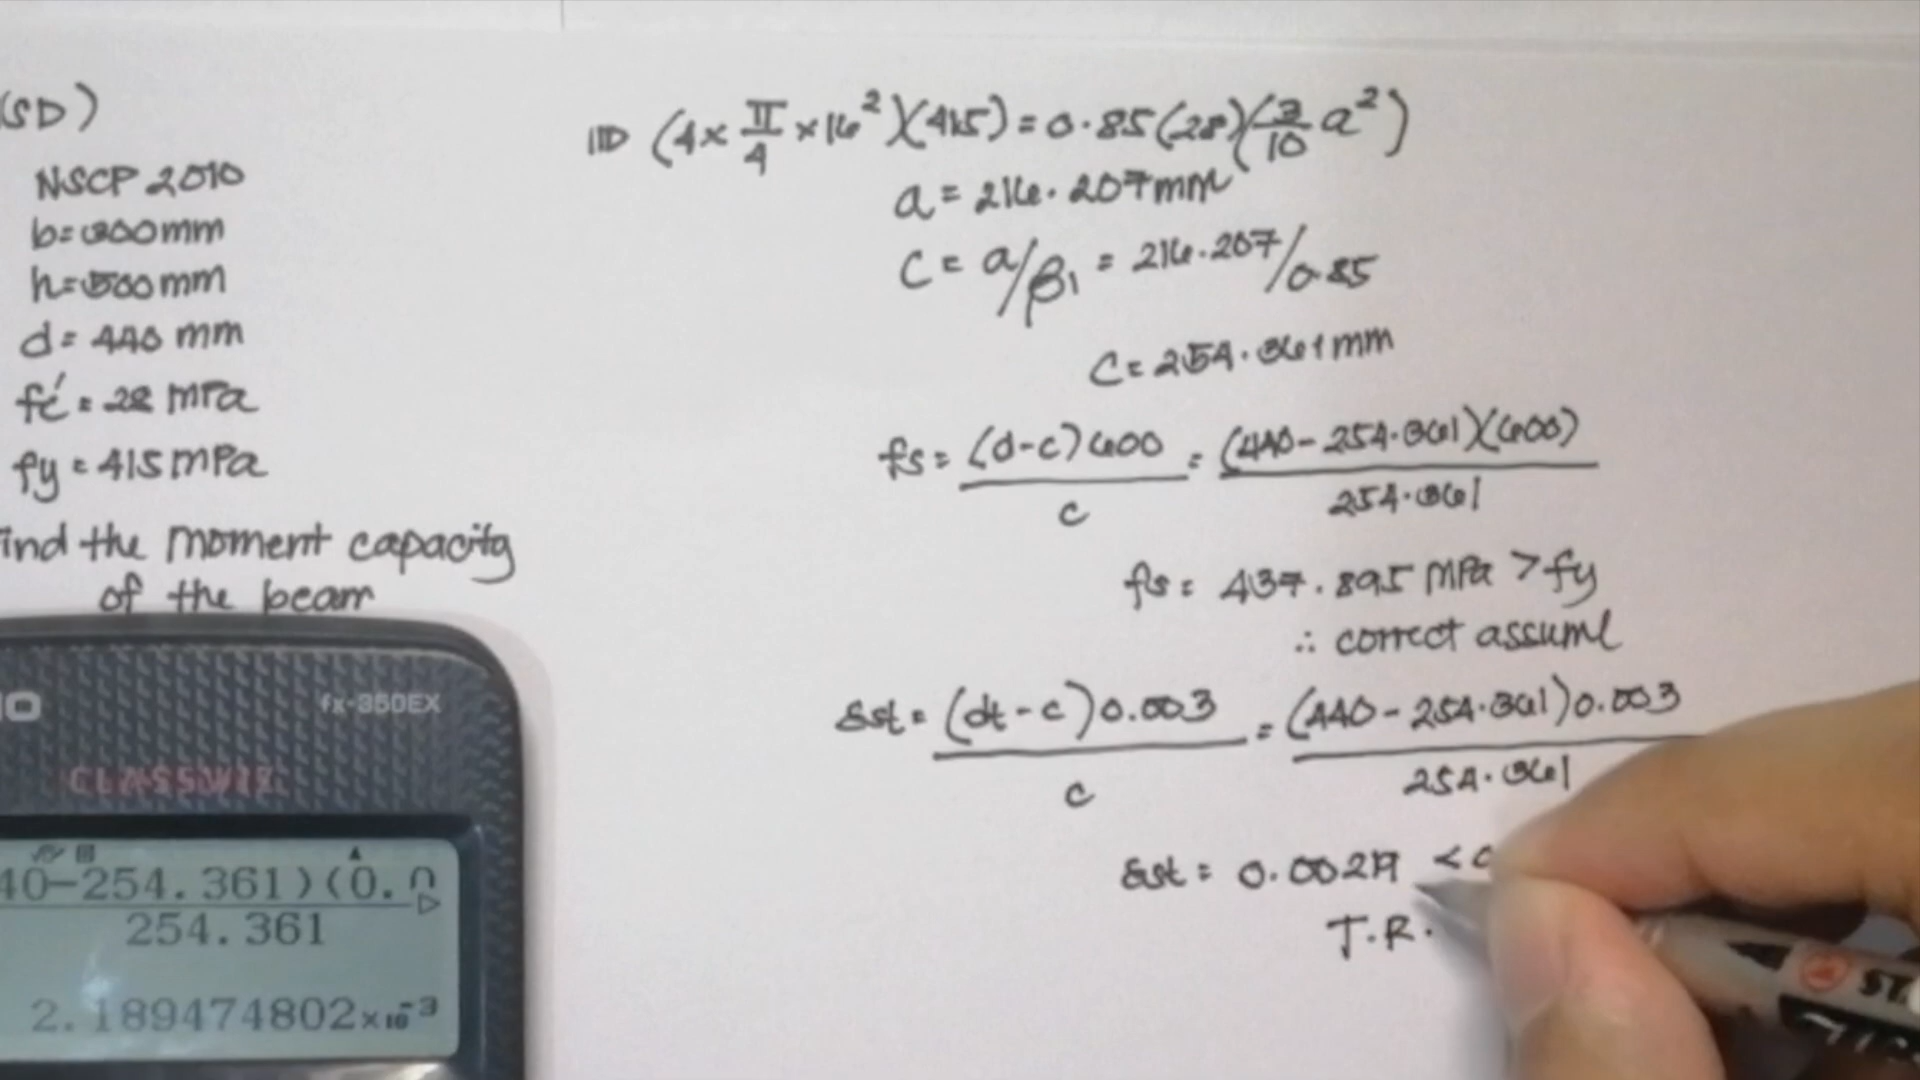 (SD)
NSCP 2010
b=300mm
h=500mm
d=440 mm
fc'=28 MPa
fy=415MPa
ind the moment capacity
of the beam
(4×π/4×16²)(415)=0.85(28)(3/10 a²)
a=216.207mm
c=a/β1=216.207/0.85
c=254.361mm
fs=(d-c)600/c=(440-254.361)(600)/254.361
fs=437.895 MPa >fy
∴ correct assume
εst=(dt-c)0.003/c=(440-254.361)0.003/254.361
εst=0.00219 <
T.R.
fx-350EX
CLASSWIZ
40-254.361)(0.0
254.361
2.189474802×10⁻³